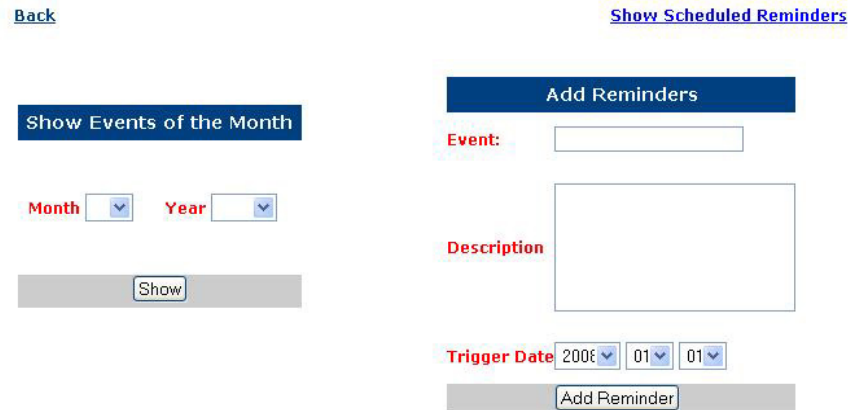 Back
Show Scheduled Reminders
Show Events of the Month
Month
Year
Show
Add Reminders
Event:
Description
Trigger Date 2008 01 01
Add Reminder